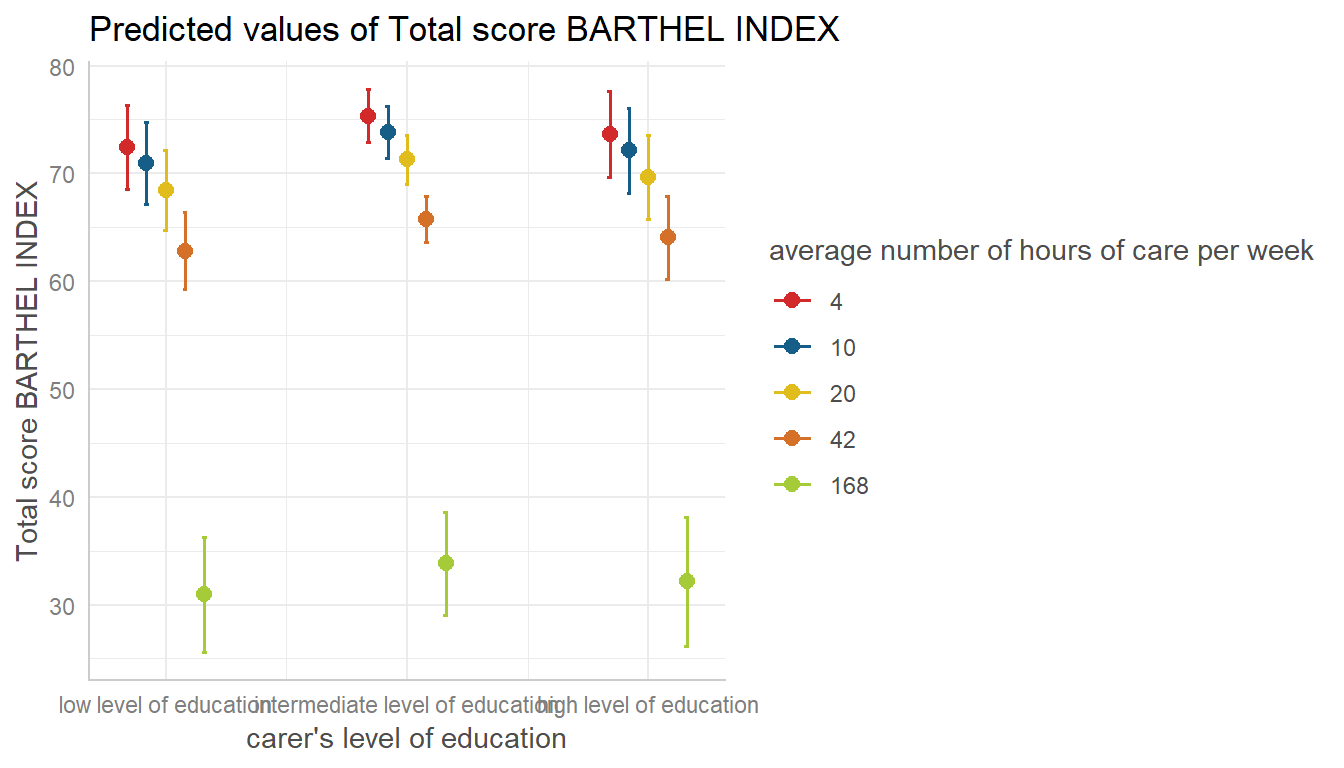 Predicted values of Total score BARTHEL INDEX
Total score BARTHEL INDEX
80
70
60
50
40
30
low level of education
intermediate level of education
high level of education
carer's level of education
average number of hours of care per week
4
10
20
42
168